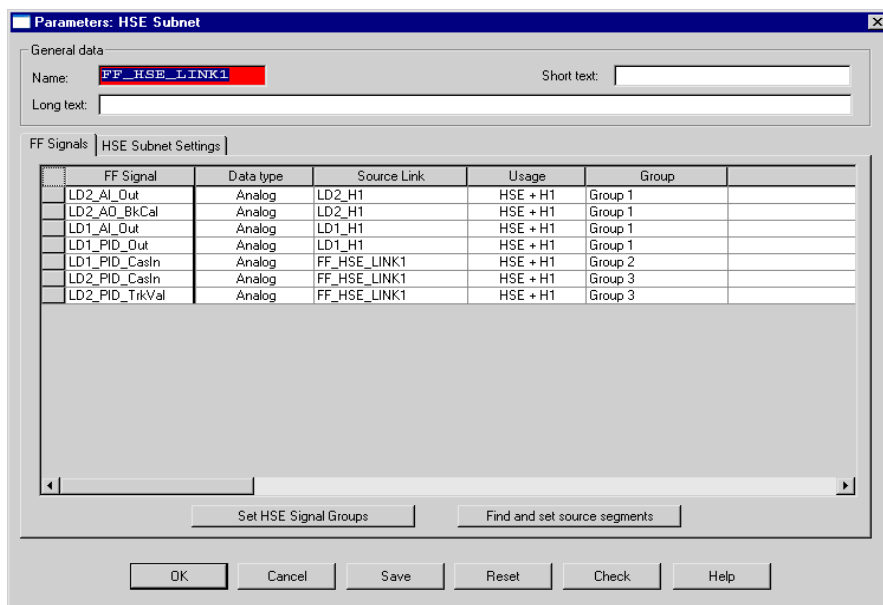 Parameters: HSE Subnet
General data
Name: FF_HSE_LINK1 Short text:
Long text:
FF Signals HSE Subnet Settings
FF Signal Data type Source Link Usage Group
LD2_AI_Out Analog LD2_H1 HSE + H1 Group 1
LD2_AO_BkCal Analog LD2_H1 HSE + H1 Group 1
LD1_AI_Out Analog LD1_H1 HSE + H1 Group 1
LD1_PID_Out Analog LD1_H1 HSE + H1 Group 1
LD1_PID_CasIn Analog FF_HSE_LINK1 HSE + H1 Group 2
LD2_PID_CasIn Analog FF_HSE_LINK1 HSE + H1 Group 3
LD2_PID_TrkVal Analog FF_HSE_LINK1 HSE + H1 Group 3
Set HSE Signal Groups Find and set source segments
OK Cancel Save Reset Check Help